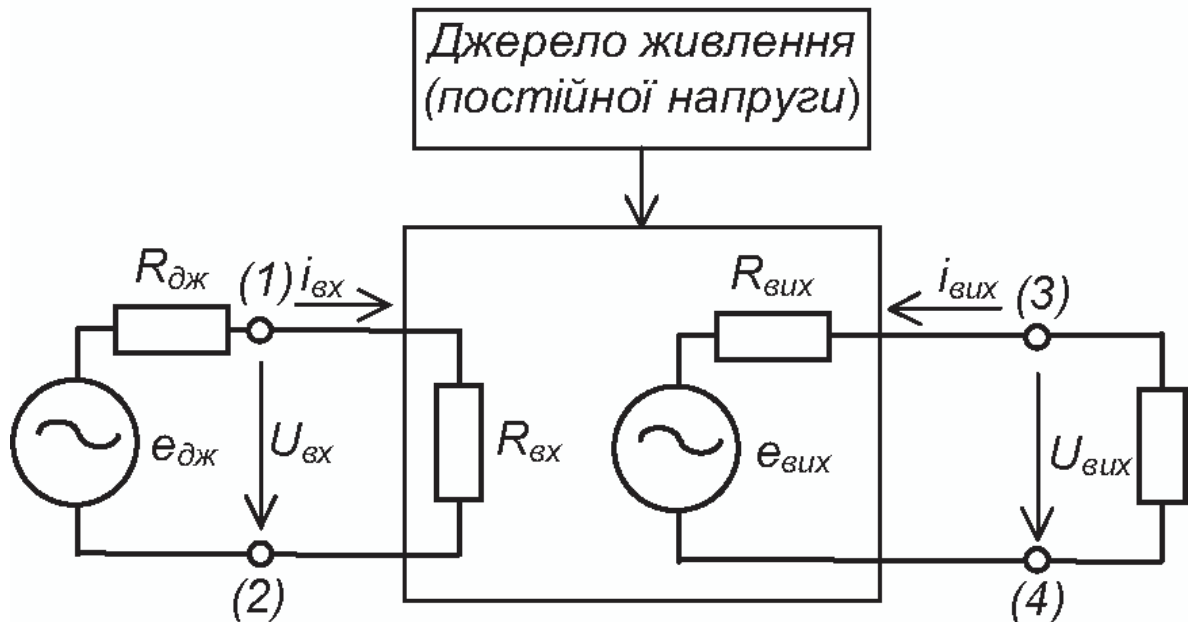 Джерело живлення
(постійної напруги)
Rдж
(1)
iвх
Rвих
iвих
(3)
eдж
Uвх
Rвх
eвих
Uвих
(2)
(4)